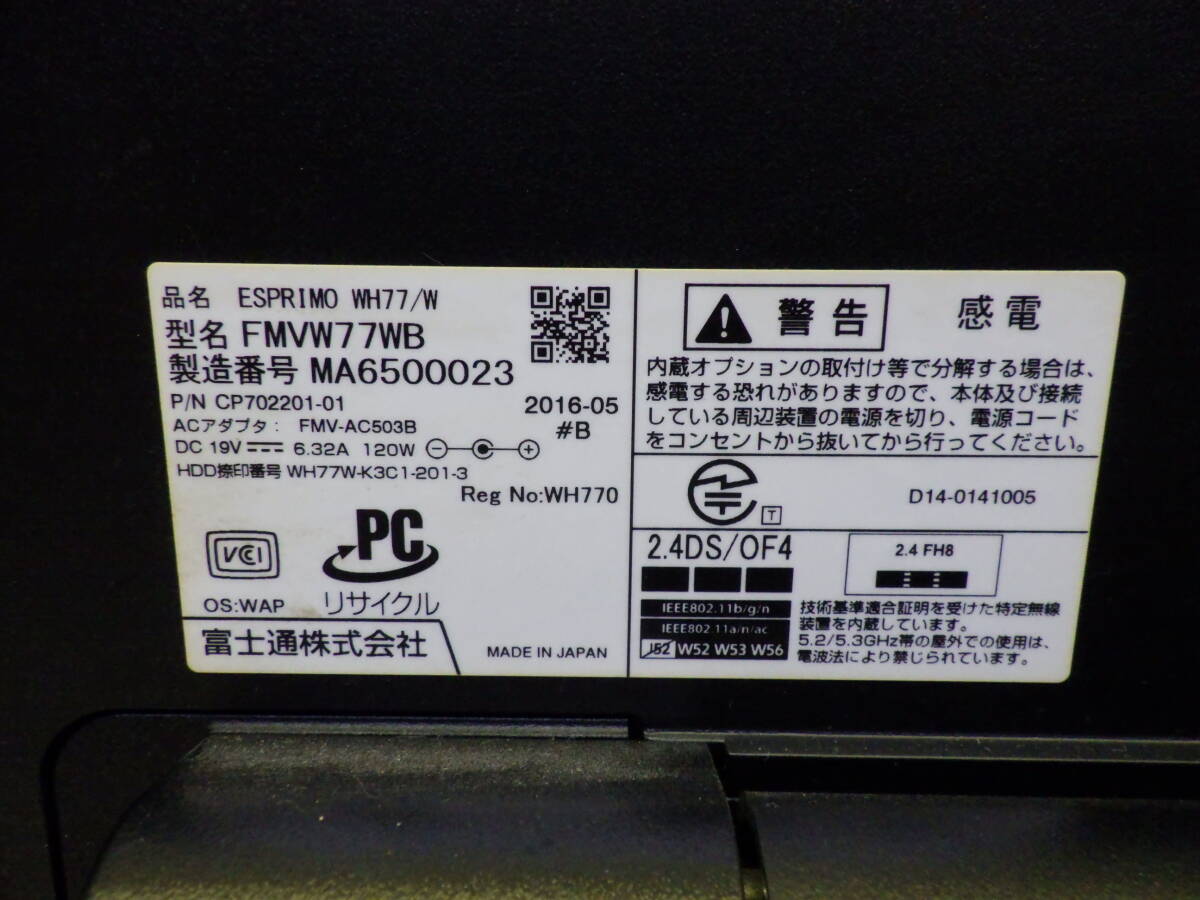 品名 ESPRIMO WH77/W
型名 FMVW77WB
製造番号 MA6500023
P/N CP702201-01
2016-05
ACアダプタ: FMV-AC503B
#B
DC 19V 6.32A 120W
HDD捺印番号 WH77W-K3C1-201-3
Reg No:WH770
VCI
PC
リサイクル
OS:WAP
富士通株式会社
MADE IN JAPAN
警告 感電
内蔵オプションの取付け等で分解する場合は、
感電する恐れがありますので、本体及び接続
している周辺装置の電源を切り、電源コード
をコンセントから抜いてから行ってください。
T
D14-0141005
2.4DS/OF4
2.4 FH8
IEEE802.11b/g/n
IEEE802.11a/n/ac
J52 W52 W53 W56
技術基準適合証明を受けた特定無線
装置を内蔵しています。
5.2/5.3GHz帯の屋外での使用は、
電波法により禁じられています。